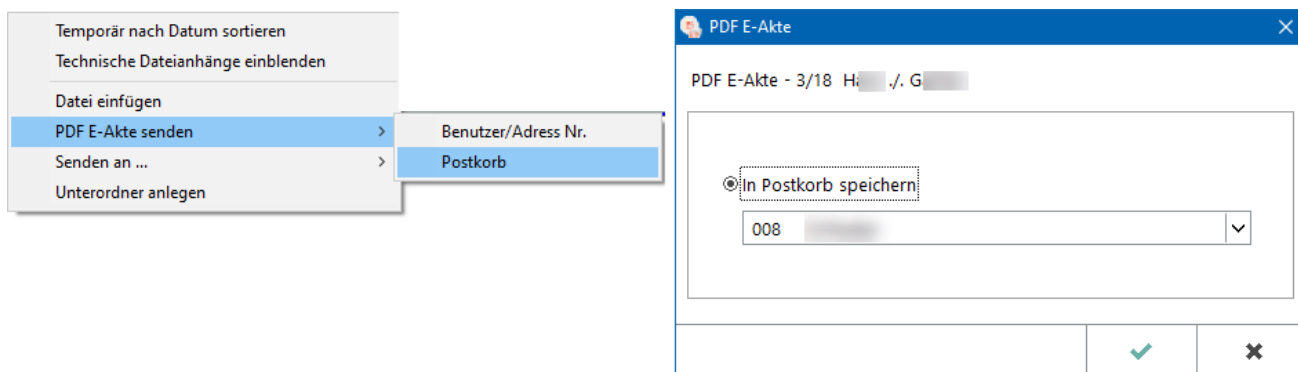 Temporär nach Datum sortieren
Technische Dateianhänge einblenden
Datei einfügen
PDF E-Akte senden
Senden an ...
Unterordner anlegen
Benutzer/Adress Nr.
Postkorb
PDF E-Akte
PDF E-Akte - 3/18 ./.
In Postkorb speichern
008